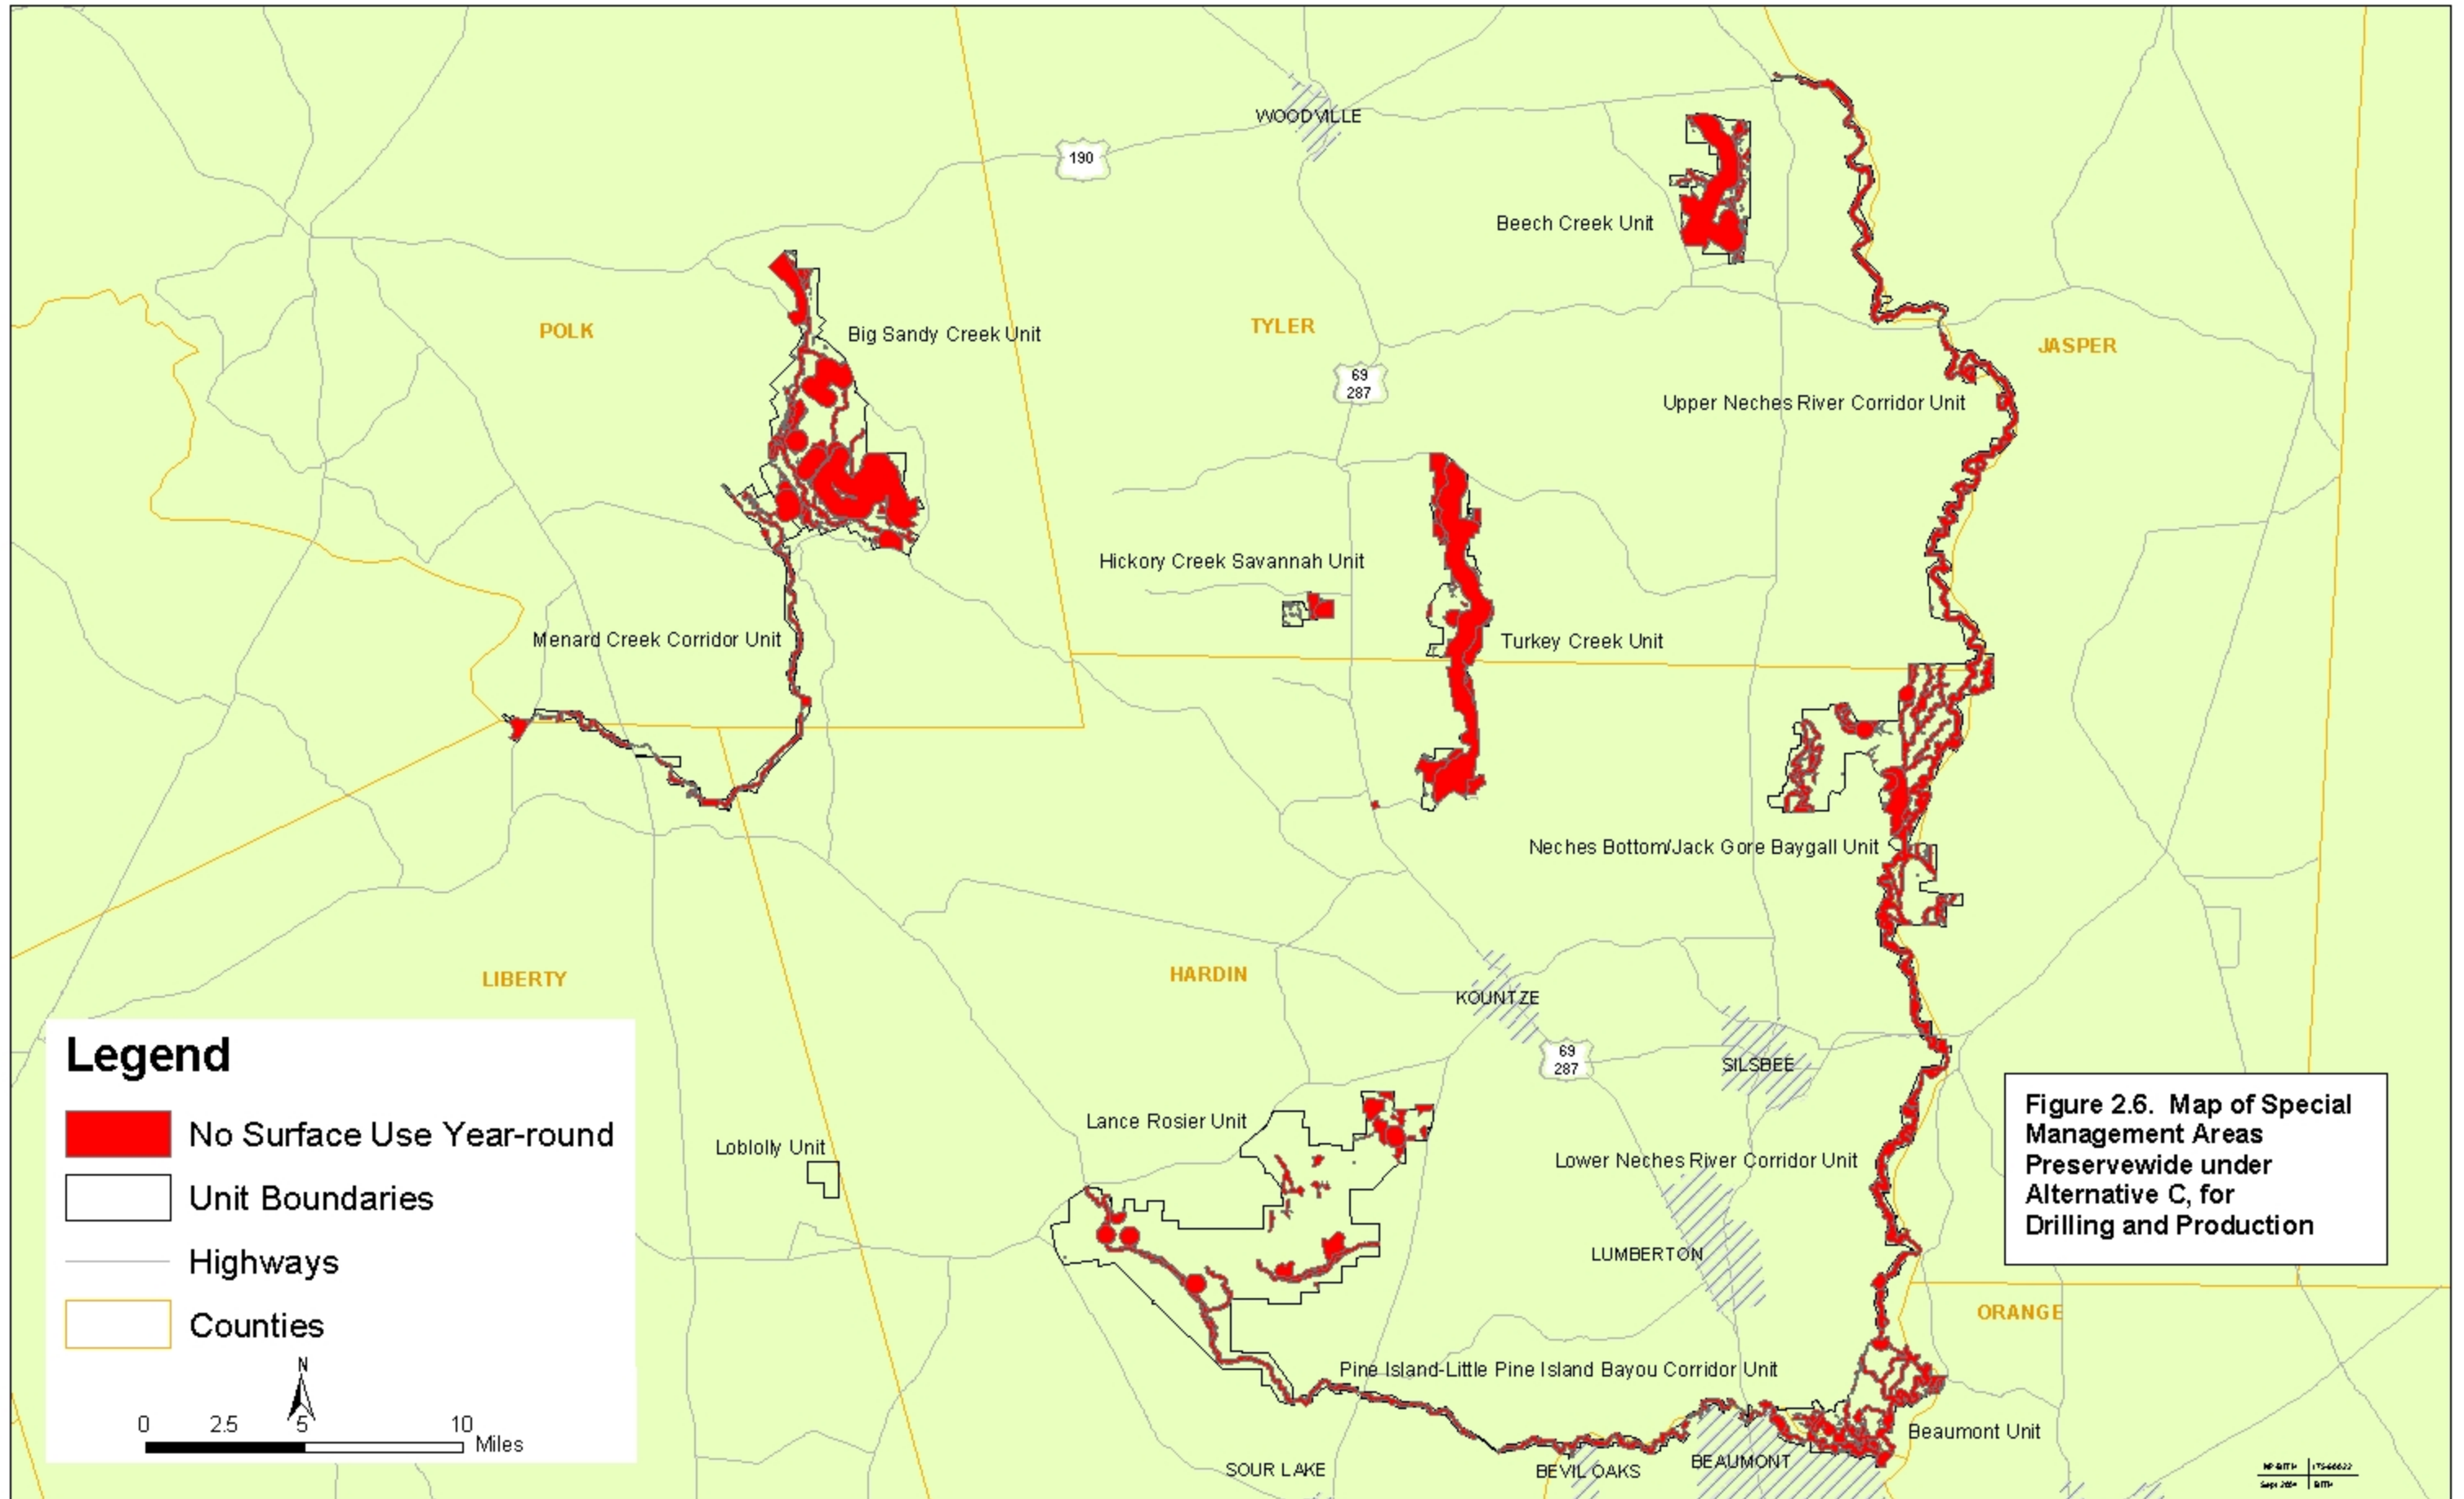 WOODVILLE
190
Beech Creek Unit
POLK
Big Sandy Creek Unit
TYLER
JASPER
69
287
Upper Neches River Corridor Unit
Hickory Creek Savannah Unit
Menard Creek Corridor Unit
Turkey Creek Unit
Neches Bottom/Jack Gore Baygall Unit
LIBERTY
HARDIN
KOUNTZE
69
287
SILSBEE
Lance Rosier Unit
Loblolly Unit
Lower Neches River Corridor Unit
LUMBERTON
ORANGE
Pine Island-Little Pine Island Bayou Corridor Unit
Beaumont Unit
SOUR LAKE
BEVIL OAKS
BEAUMONT
Legend
No Surface Use Year-round
Unit Boundaries
Highways
Counties
N
0 2.5 5 10
Miles
Figure 2.6. Map of Special
Management Areas
Preservewide under
Alternative C, for
Drilling and Production